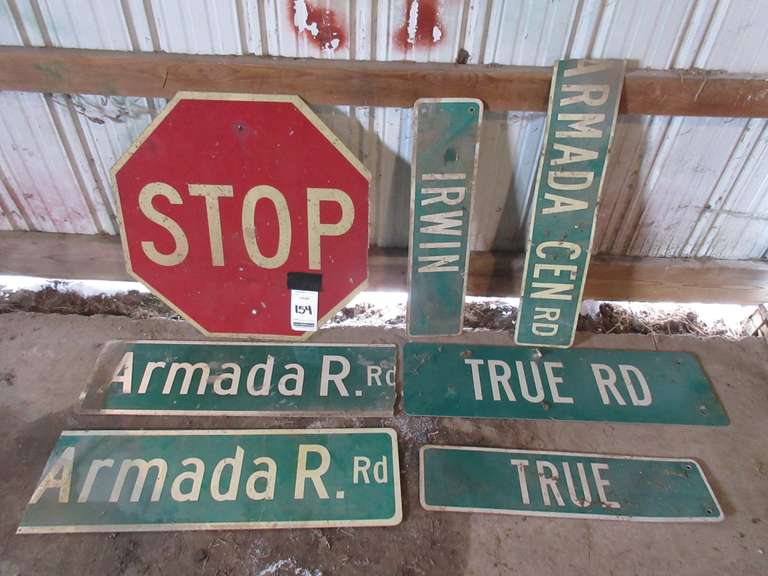 STOP
154
IRWIN
ARMADA CEN RD
Armada R. Rd
TRUE RD
Armada R. Rd
TRUE